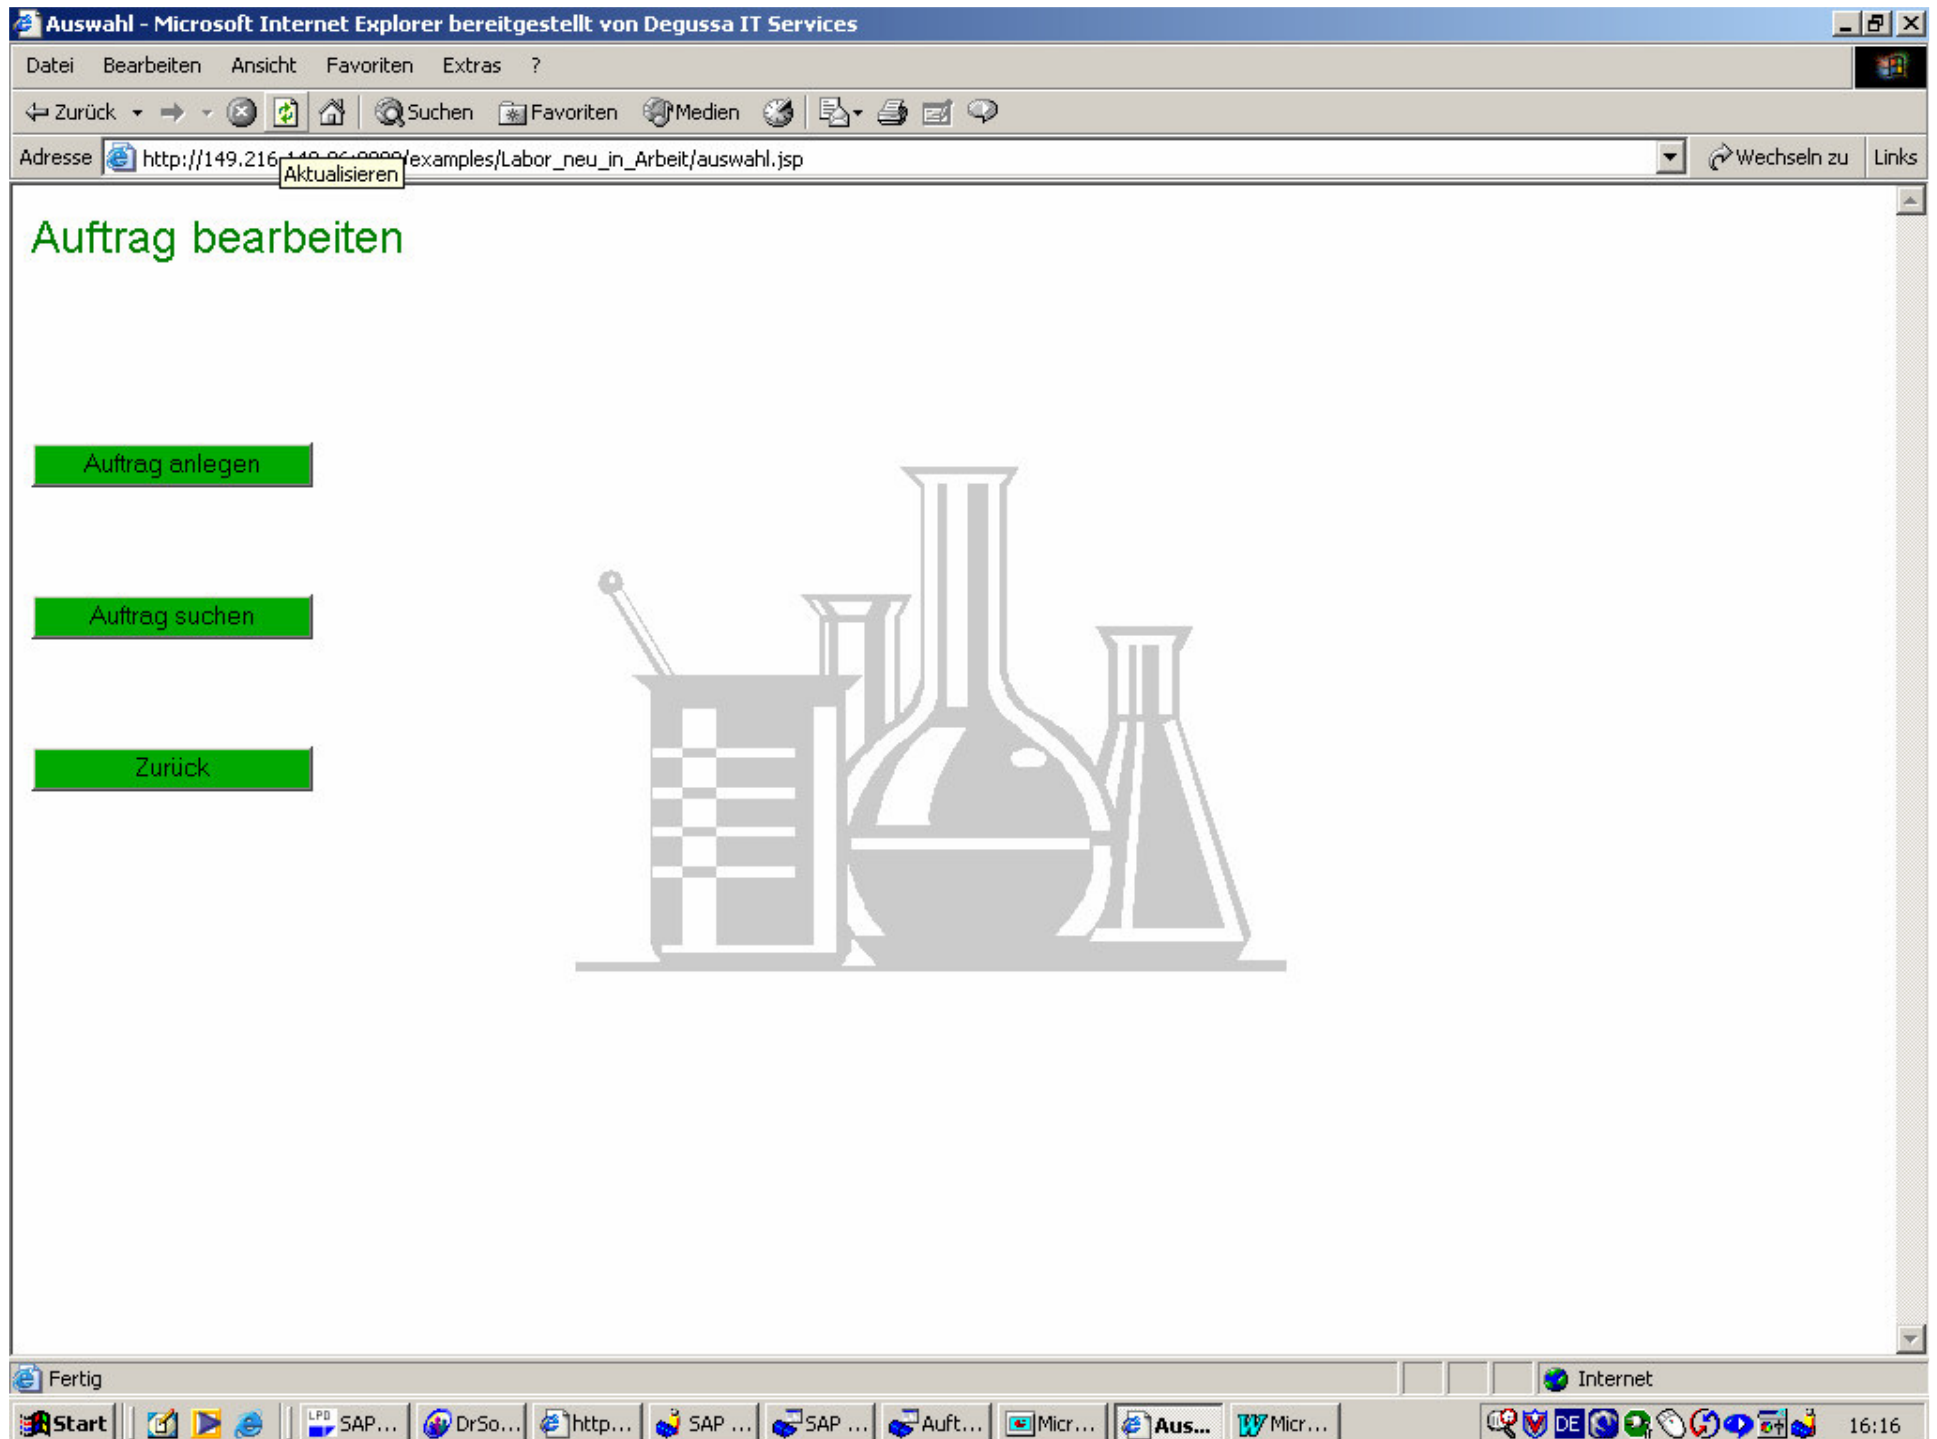 Auswahl - Microsoft Internet Explorer bereitgestellt von Degussa IT Services
Datei Bearbeiten Ansicht Favoriten Extras ?
Zurück Suchen Favoriten Medien
Adresse http://149.216 /examples/Labor_neu_in_Arbeit/auswahl.jsp Wechseln zu Links
Aktualisieren
Auftrag bearbeiten
Auftrag anlegen
Auftrag suchen
Zurück
Fertig Internet
Start LPD SAP... DrSo... http... SAP ... SAP ... Auft... Micr... Aus... Micr... DE 16:16